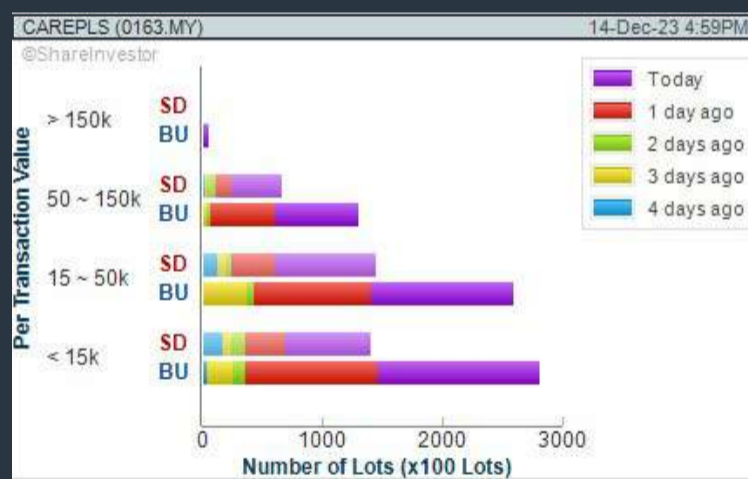 CAREPLS (0163.MY) 14-Dec-23 4:59PM
©ShareInvestor
Today
1 day ago
2 days ago
3 days ago
4 days ago
Per Transaction Value
> 150k
SD
BU
50 ~ 150k
SD
BU
15 ~ 50k
SD
BU
< 15k
SD
BU
0 1000 2000 3000
Number of Lots (x100 Lots)